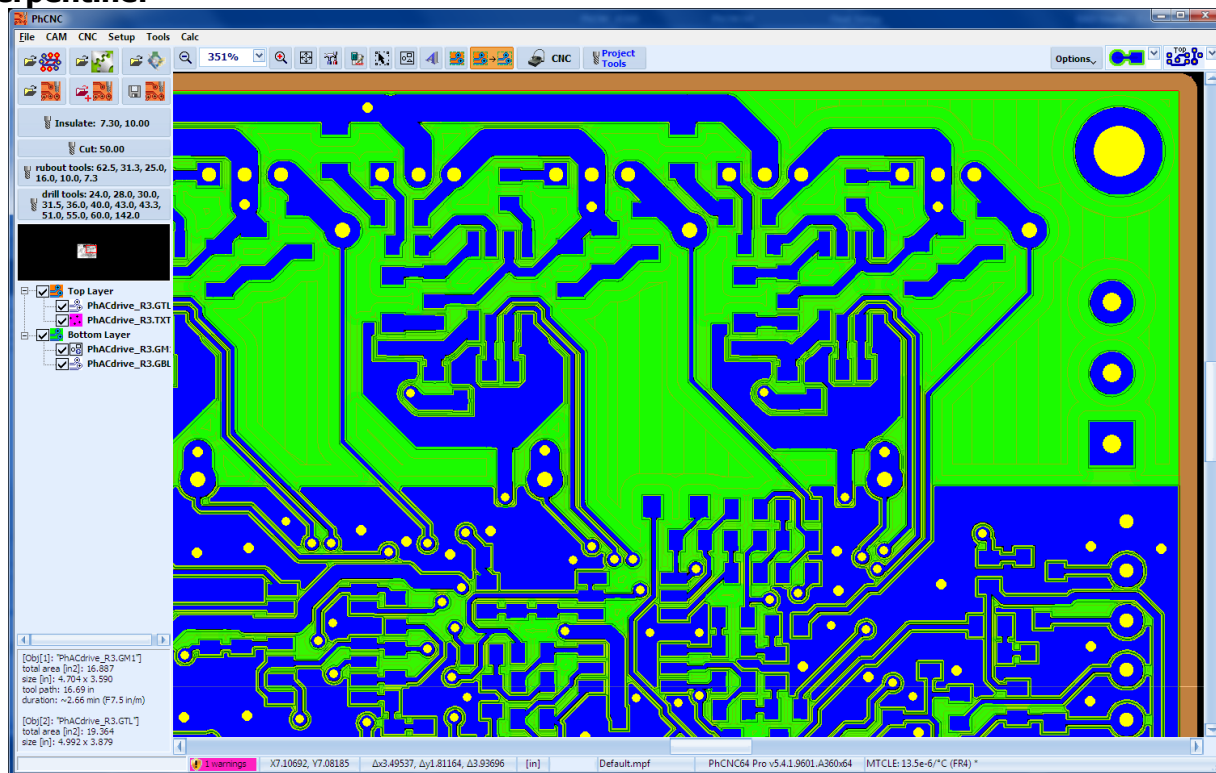 PhCNC
File CAM CNC Setup Tools Calc
351%
CNC
Project
Tools
Options
TOP
Insulate: 7.30, 10.00
Cut: 50.00
rubout tools: 62.5, 31.3, 25.0,
16.0, 10.0, 7.3
drill tools: 24.0, 28.0, 30.0,
31.5, 36.0, 40.0, 43.0, 43.3,
51.0, 55.0, 60.0, 142.0
Top Layer
PhACdrive_R3.GTL
PhACdrive_R3.TXT
Bottom Layer
PhACdrive_R3.GM1
PhACdrive_R3.GBL
[Obj[1]: "PhACdrive_R3.GM1"]
total area [in2]: 16.887
size [in]: 4.704 x 3.590
tool path: 16.69 in
duration: ~2.66 min (F7.5 in/m)
[Obj[2]: "PhACdrive_R3.GTL"]
total area [in2]: 19.364
size [in]: 4.992 x 3.879
1 warnings X7.10692, Y7.08185 Δx3.49537, Δy1.81164, Δ3.93696 [in] Default.mpf PhCNC64 Pro v5.4.1.9601.A360x64 MTCLE: 13.5e-6/°C (FR4) *